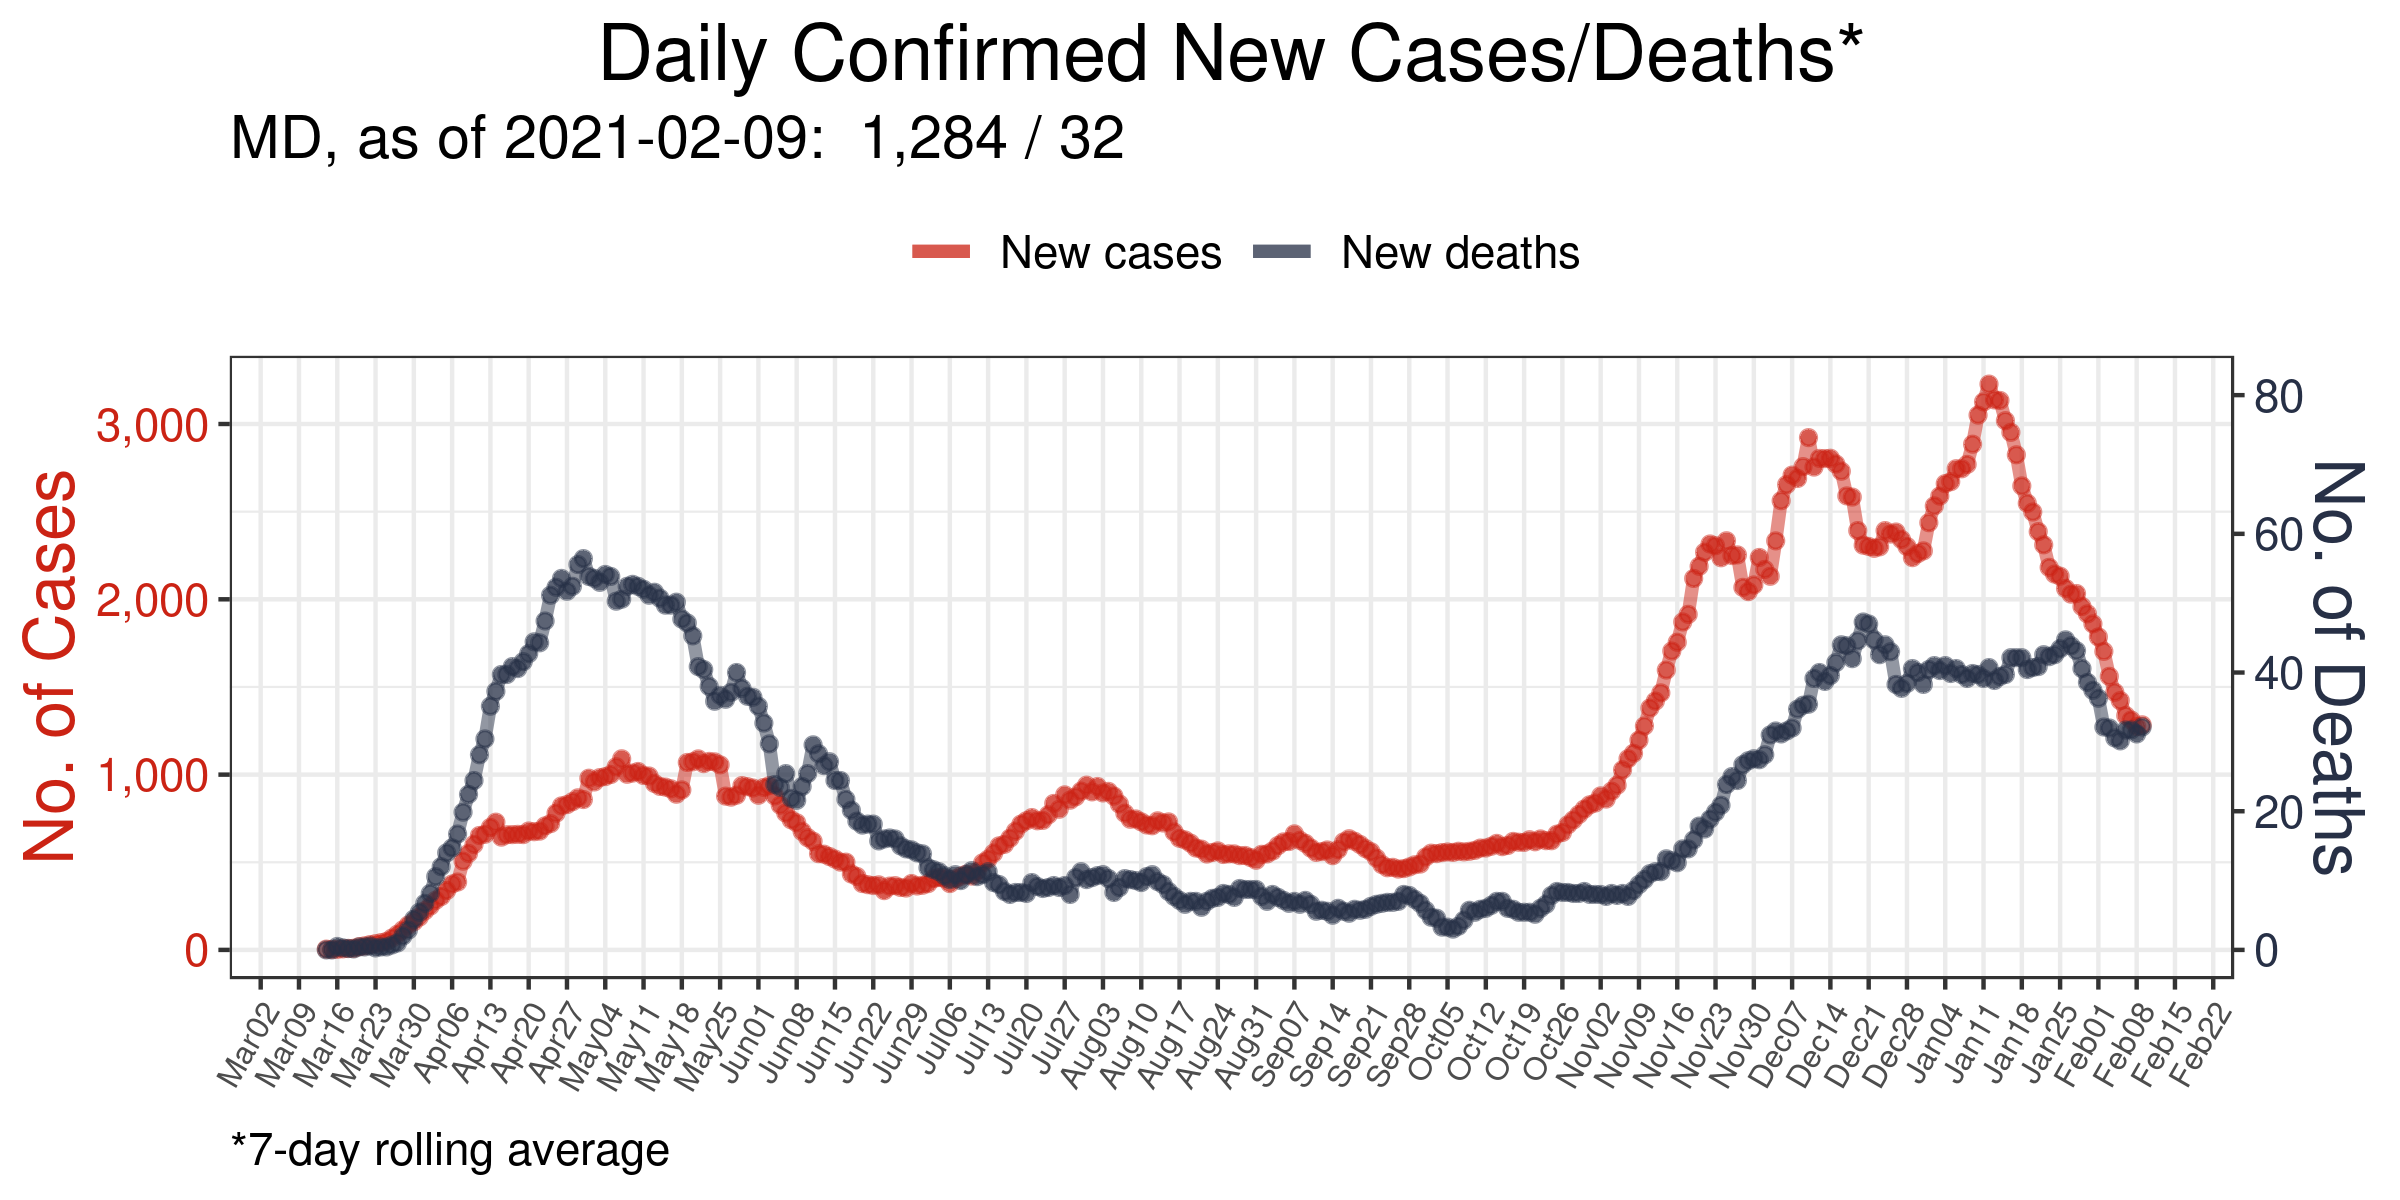 Daily Confirmed New Cases/Deaths*
MD, as of 2021-02-09:  1,284 / 32
New cases New deaths
No. of Cases
3,000
2,000
1,000
0
80
60
40
20
0
No. of Deaths
Mar02 Mar09 Mar16 Mar23 Mar30 Apr06 Apr13 Apr20 Apr27 May04 May11 May18 May25 Jun01 Jun08 Jun15 Jun22 Jun29 Jul06 Jul13 Jul20 Jul27 Aug03 Aug10 Aug17 Aug24 Aug31 Sep07 Sep14 Sep21 Sep28 Oct05 Oct12 Oct19 Oct26 Nov02 Nov09 Nov16 Nov23 Nov30 Dec07 Dec14 Dec21 Dec28 Dec04 Jan11 Jan18 Jan25 Feb01 Feb08 Feb15 Feb22
*7-day rolling average